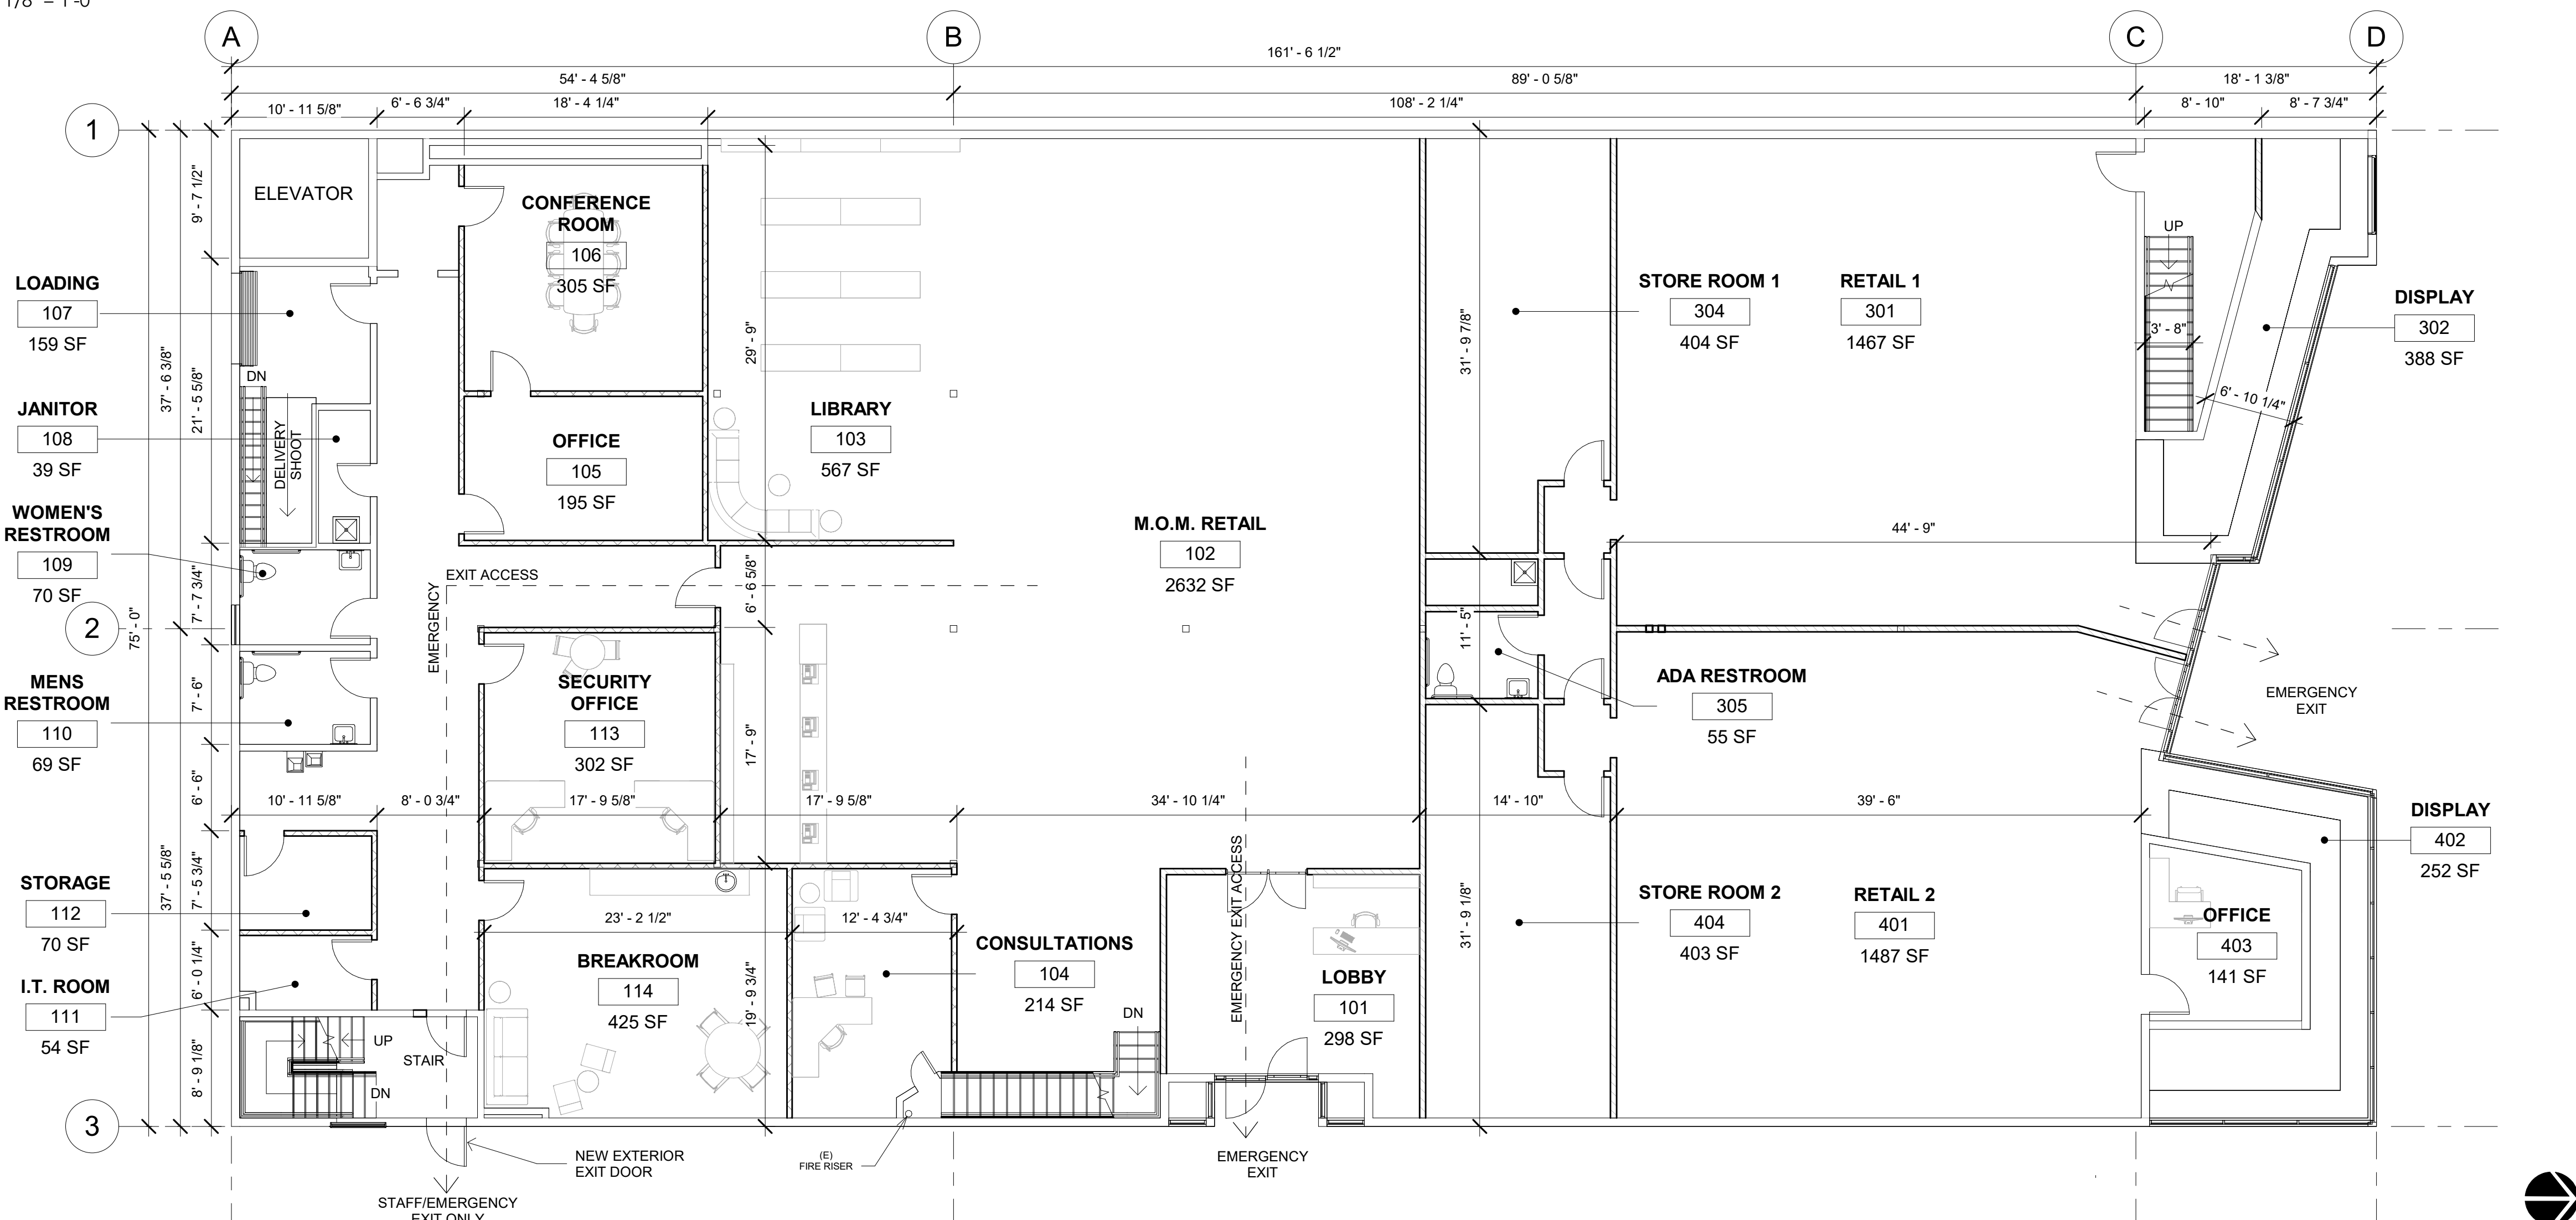 1/8" = 1'-0"
A
B
C
D
161' - 6 1/2"
54' - 4 5/8"
89' - 0 5/8"
18' - 1 3/8"
10' - 11 5/8"
6' - 6 3/4"
18' - 4 1/4"
108' - 2 1/4"
8' - 10"
8' - 7 3/4"
1
2
3
75' - 0"
37' - 6 3/8"
37' - 5 5/8"
9' - 7 1/2"
21' - 5 5/8"
7' - 7 3/4"
7' - 6"
6' - 6"
7' - 5 3/4"
6' - 0 1/4"
8' - 9 1/8"
ELEVATOR
LOADING
107
159 SF
JANITOR
108
39 SF
WOMEN'S
RESTROOM
109
70 SF
MENS
RESTROOM
110
69 SF
STORAGE
112
70 SF
I.T. ROOM
111
54 SF
DN
DELIVERY
SHOOT
CONFERENCE
ROOM
106
305 SF
OFFICE
105
195 SF
EXIT ACCESS
EMERGENCY
SECURITY
OFFICE
113
302 SF
29' - 9"
6' - 6 5/8"
17' - 9"
19' - 9 3/4"
LIBRARY
103
567 SF
M.O.M. RETAIL
102
2632 SF
10' - 11 5/8"
8' - 0 3/4"
17' - 9 5/8"
17' - 9 5/8"
34' - 10 1/4"
14' - 10"
39' - 6"
23' - 2 1/2"
12' - 4 3/4"
BREAKROOM
114
425 SF
CONSULTATIONS
104
214 SF
DN
EMERGENCY EXIT ACCESS
LOBBY
101
298 SF
UP
STAIR
DN
NEW EXTERIOR
EXIT DOOR
STAFF/EMERGENCY
EXIT ONLY
(E)
FIRE RISER
EMERGENCY
EXIT
31' - 9 7/8"
11' - 5"
31' - 9 1/8"
STORE ROOM 1
304
404 SF
RETAIL 1
301
1467 SF
44' - 9"
UP
3' - 8"
6' - 10 1/4"
DISPLAY
302
388 SF
ADA RESTROOM
305
55 SF
EMERGENCY
EXIT
STORE ROOM 2
404
403 SF
RETAIL 2
401
1487 SF
OFFICE
403
141 SF
DISPLAY
402
252 SF